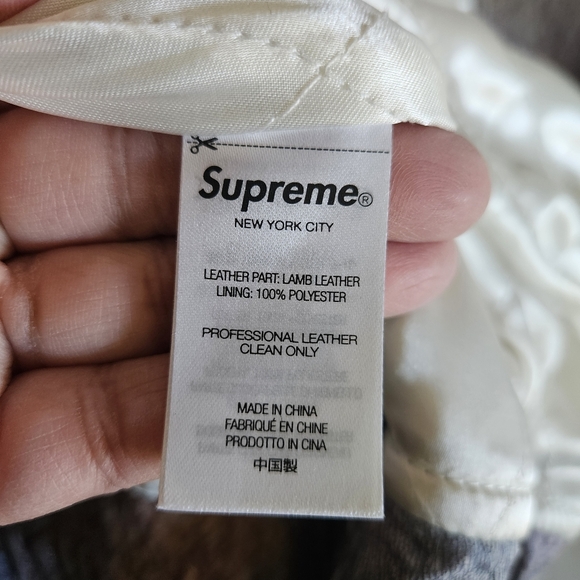 Supreme®
NEW YORK CITY
LEATHER PART: LAMB LEATHER
LINING: 100% POLYESTER
PROFESSIONAL LEATHER
CLEAN ONLY
MADE IN CHINA
FABRIQUÉ EN CHINE
PRODOTTO IN CINA
中国製